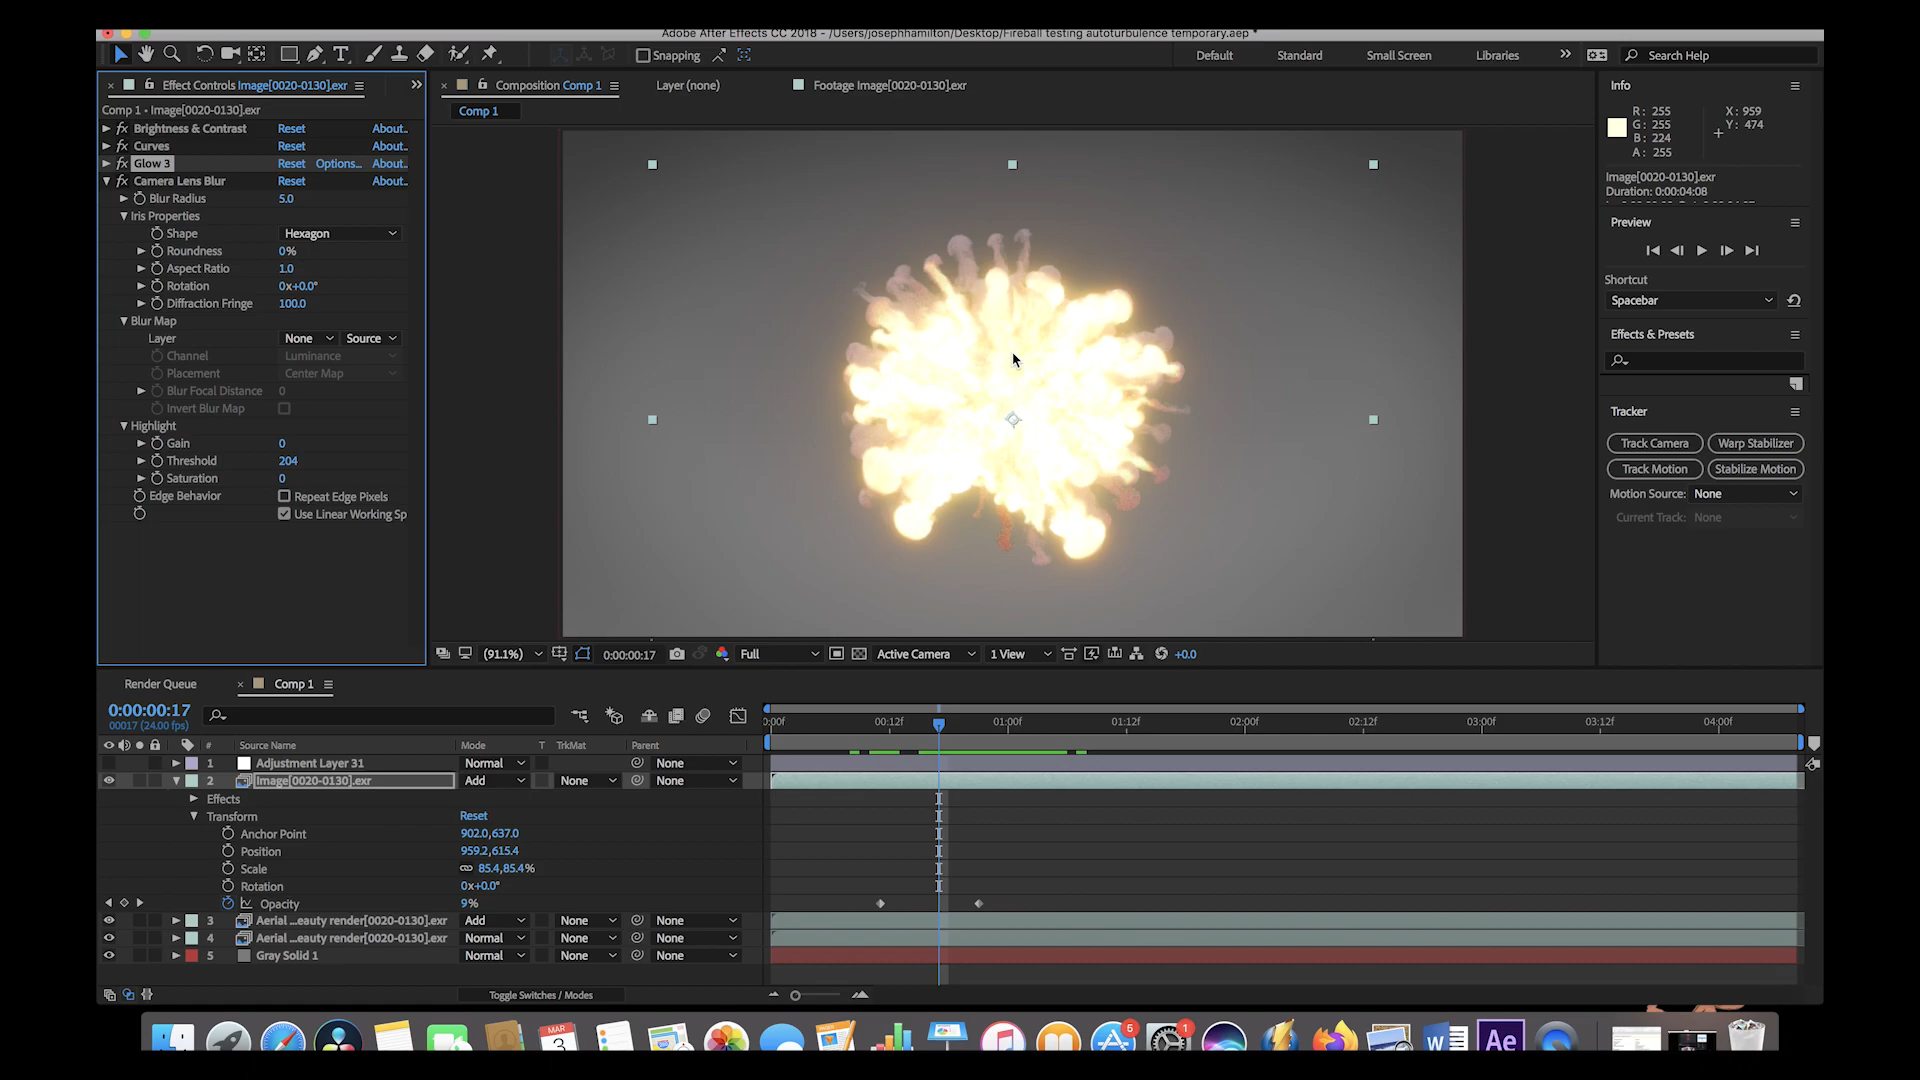 Adobe After Effects CC 2018 - /Users/josephhamilton/Desktop/Fireball testing autoturbulence temporary.aep *
Snapping
Default
Standard
Small Screen
Libraries
Search Help
Effect Controls Image[0020-0130].exr
Composition Comp 1
Layer (none)
Footage Image[0020-0130].exr
Comp 1 • Image[0020-0130].exr
Comp 1
fx Brightness & Contrast Reset About..
fx Curves Reset About..
fx Glow 3 Reset Options... About..
fx Camera Lens Blur Reset About..
Blur Radius 5.0
Iris Properties
Shape Hexagon
Roundness 0%
Aspect Ratio 1.0
Rotation 0x+0.0°
Diffraction Fringe 100.0
Blur Map
Layer None Source
Channel Luminance
Placement Center Map
Blur Focal Distance 0
Invert Blur Map
Highlight
Gain 0
Threshold 204
Saturation 0
Edge Behavior Repeat Edge Pixels
Use Linear Working Sp
(91.1%) 0:00:00:17 Full Active Camera 1 View +0.0
Info
R: 255 X: 959
G: 255 Y: 474
B: 224
A: 255
Image[0020-0130].exr
Duration: 0:00:04:08
Preview
Shortcut
Spacebar
Effects & Presets
Tracker
Track Camera Warp Stabilizer
Track Motion Stabilize Motion
Motion Source: None
Current Track: None
Render Queue
Comp 1
0:00:00:17
00017 (24.00 fps)
0:00f 00:12f 01:00f 01:12f 02:00f 02:12f 03:00f 03:12f 04:00f
# Source Name Mode T TrkMat Parent
1 Adjustment Layer 31 Normal None
2 Image[0020-0130].exr Add None None
Effects
Transform Reset
Anchor Point 902.0,637.0
Position 959.2,615.4
Scale 85.4,85.4%
Rotation 0x+0.0°
Opacity 9%
3 Aerial ...eauty render[0020-0130].exr Add None None
4 Aerial ...eauty render[0020-0130].exr Normal None None
5 Gray Solid 1 Normal None None
Toggle Switches / Modes
MAR
3
5
1
W
Ae